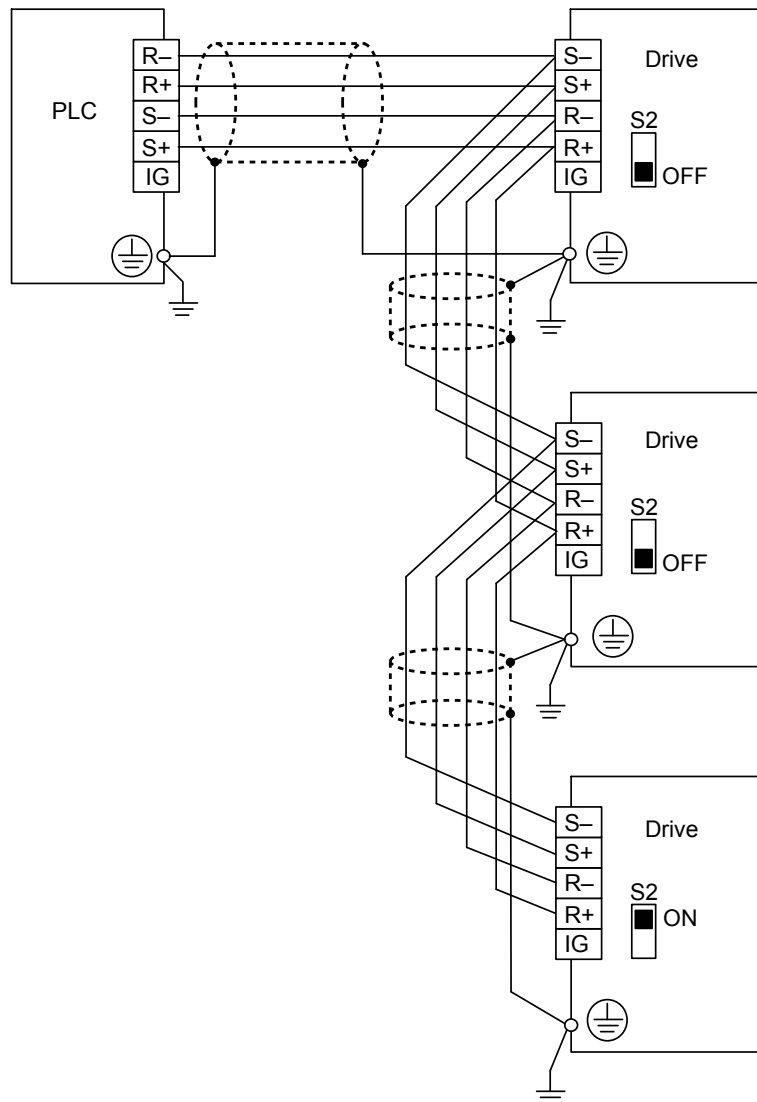 PLC
R–
R+
S–
S+
IG
S–
S+
R–
R+
IG
Drive
S2
OFF
S–
S+
R–
R+
IG
Drive
S2
OFF
S–
S+
R–
R+
IG
Drive
S2
ON